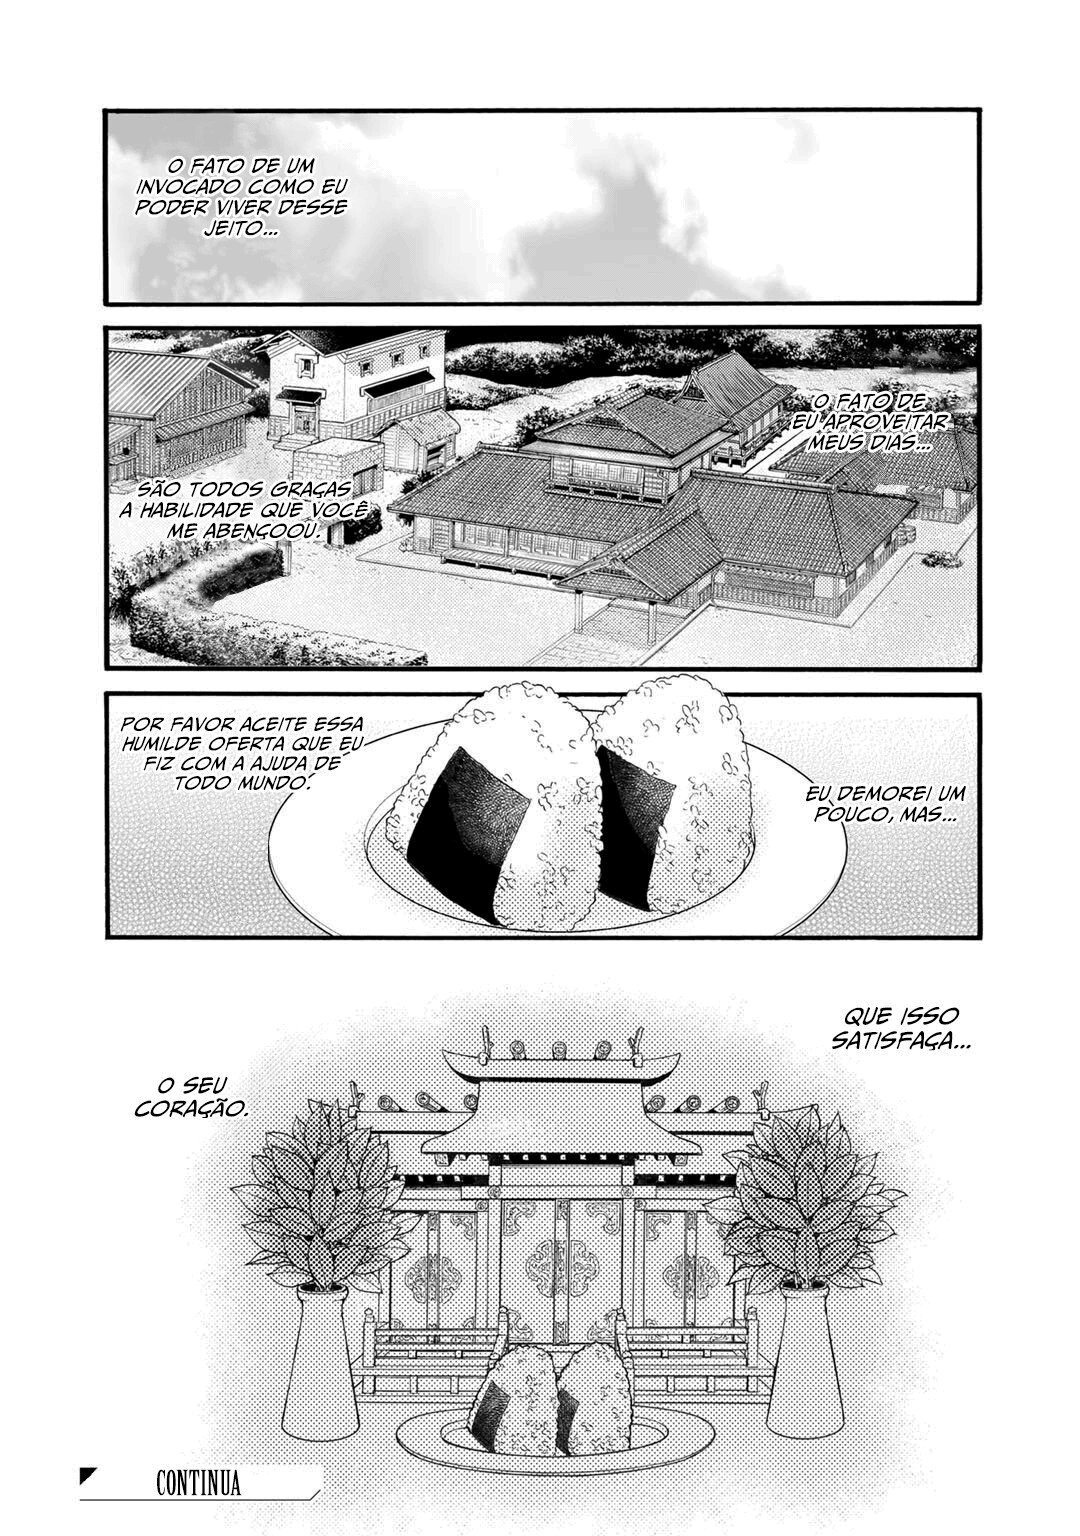 O FATO DE UM
INVOCADO COMO EU
PODER VIVER DESSE
JEITO...
O FATO DE
EU APROVEITAR
MEUS DIAS...
SÃO TODOS GRAÇAS
A HABILIDADE QUE VOCÊ
ME ABENÇOOU.
EU DEMOREI UM
POUCO, MAS...
POR FAVOR ACEITE ESSA
HUMILDE OFERTA QUE EU
FIZ COM A AJUDA DE
TODO MUNDO.
QUE ISSO
SATISFAÇA...
O SEU
CORAÇÃO.
CONTINUA